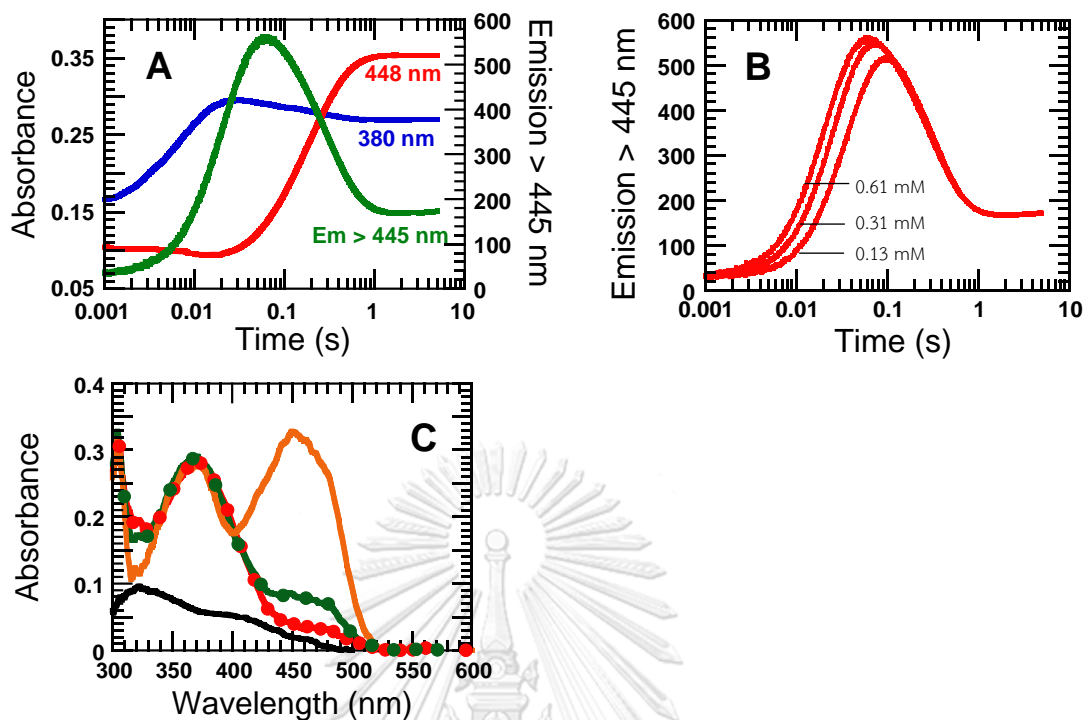 A
Absorbance
0.35
0.25
0.15
0.05
600
500
400
300
200
100
0
Emission > 445 nm
448 nm
380 nm
Em > 445 nm
0.001 0.01 0.1 1 10
Time (s)
B
Emission > 445 nm
600
500
400
300
200
100
0
0.61 mM
0.31 mM
0.13 mM
0.001 0.01 0.1 1 10
Time (s)
C
Absorbance
0.4
0.3
0.2
0.1
0
300 350 400 450 500 550 600
Wavelength (nm)